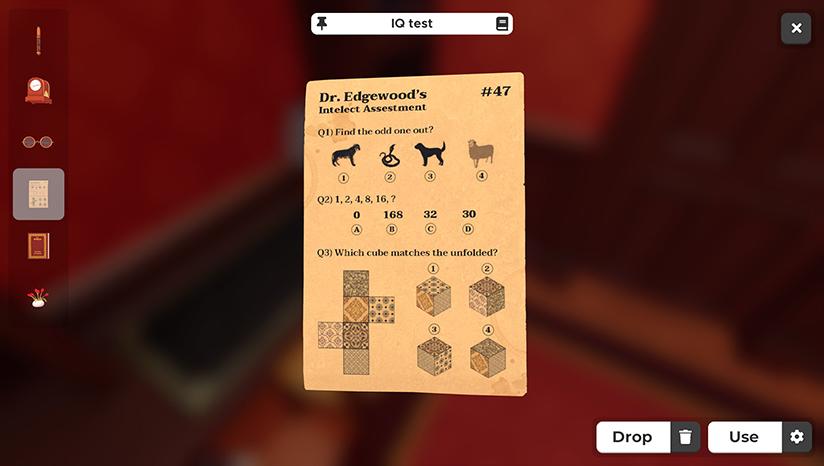 IQ test
Dr. Edgewood's
#47
Intelect Assestment
Q1) Find the odd one out?
1 2 3 4
Q2) 1, 2, 4, 8, 16, ?
0 168 32 30
A B C D
Q3) Which cube matches the unfolded?
1 2
3 4
Drop
Use